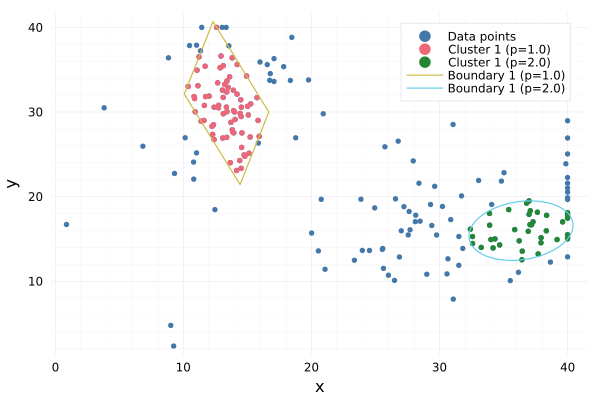 40
30
20
10
0
10
20
30
40
x
y
Data points
Cluster 1 (p=1.0)
Cluster 1 (p=2.0)
Boundary 1 (p=1.0)
Boundary 1 (p=2.0)